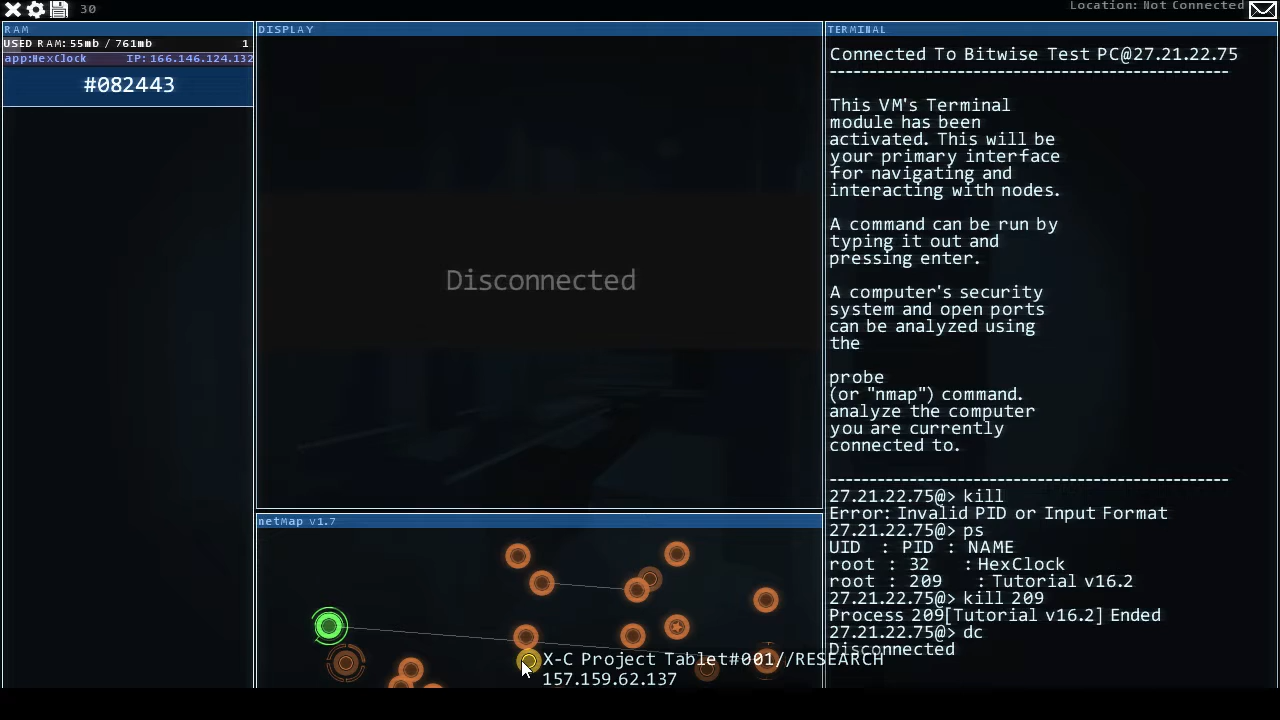 30
Location: Not Connected
RAM
USED RAM: 55mb / 761mb 1
app:HexClock IP: 166.146.124.132
#082443
DISPLAY
Disconnected
netMap v1.7
X-C Project Tablet#001//RESEARCH
157.159.62.137
TERMINAL
Connected To Bitwise Test PC@27.21.22.75
--------------------------------------------------
This VM's Terminal
module has been
activated. This will be
your primary interface
for navigating and
interacting with nodes.
A command can be run by
typing it out and
pressing enter.
A computer's security
system and open ports
can be analyzed using
the
probe
(or "nmap") command.
analyze the computer
you are currently
connected to.
--------------------------------------------------
27.21.22.75@> kill
Error: Invalid PID or Input Format
27.21.22.75@> ps
UID : PID : NAME
root : 32 : HexClock
root : 209 : Tutorial v16.2
27.21.22.75@> kill 209
Process 209[Tutorial v16.2] Ended
27.21.22.75@> dc
Disconnected